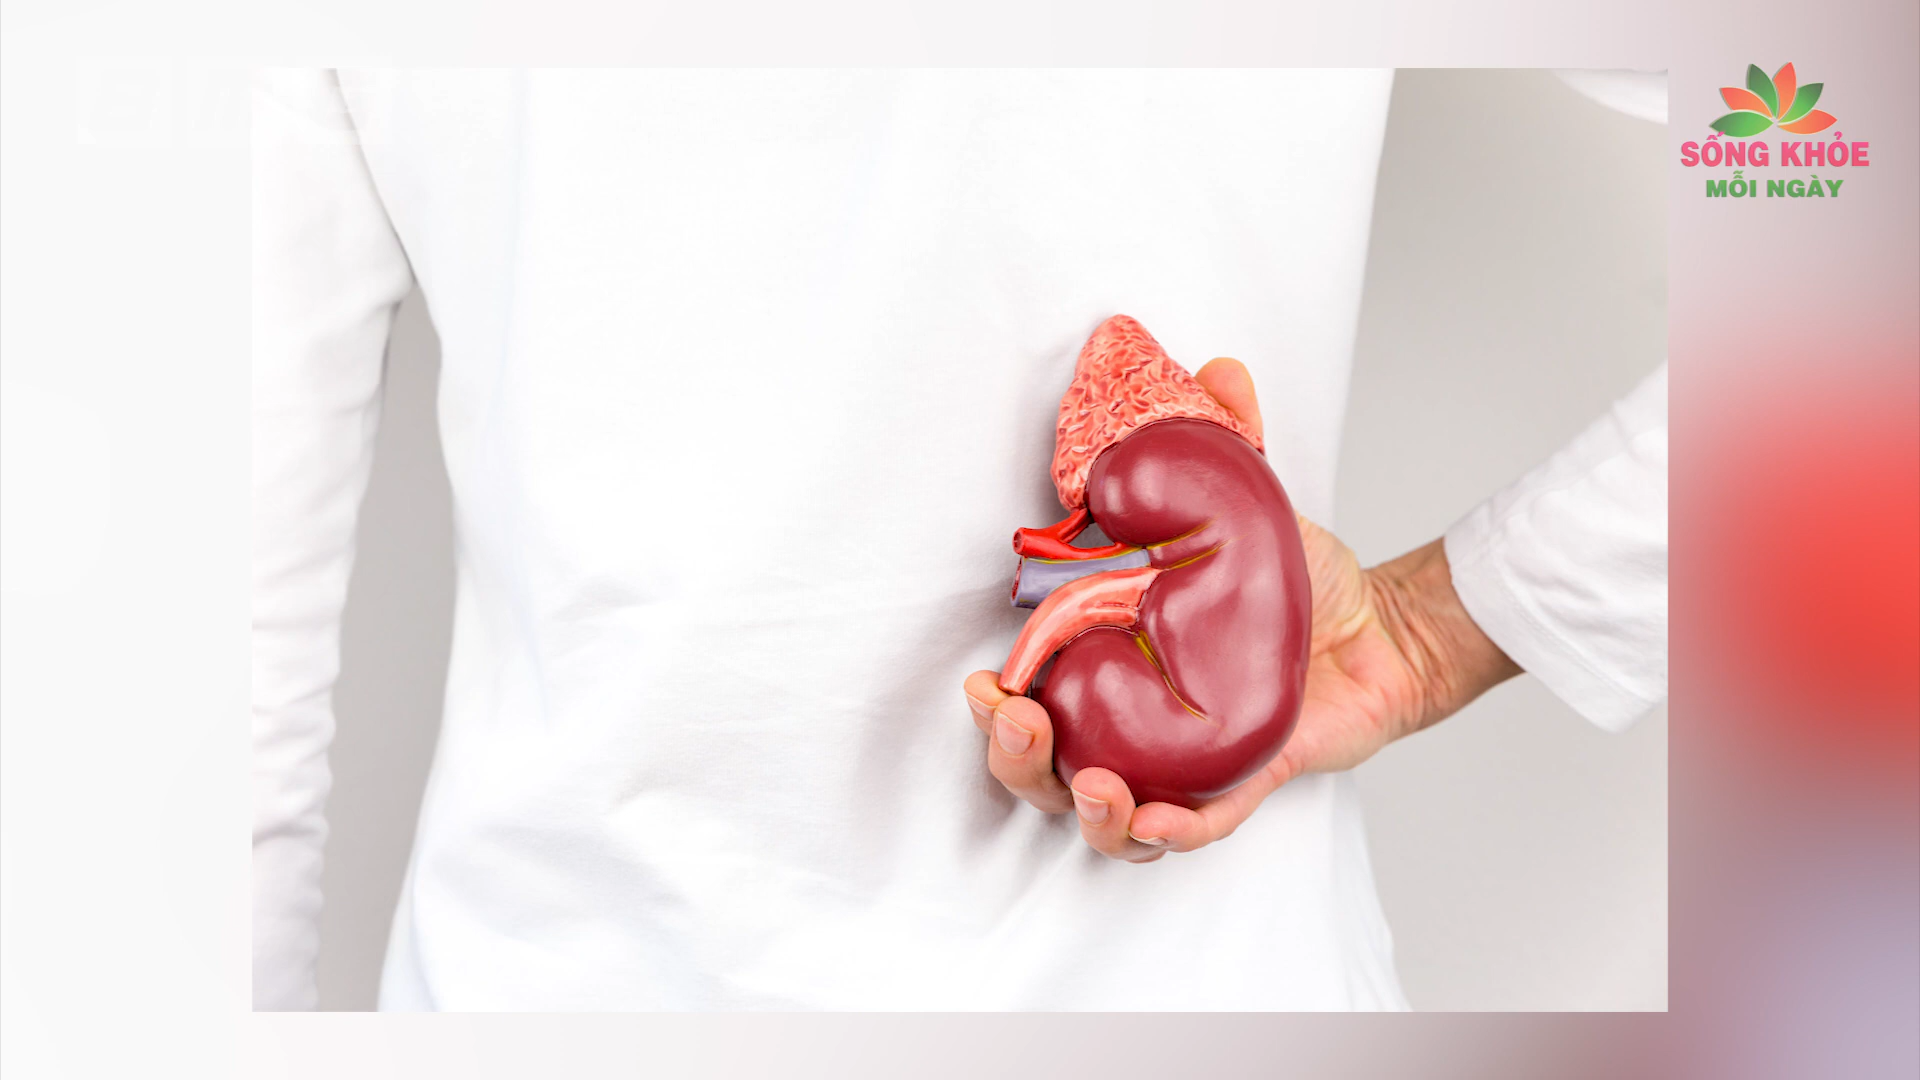 SỐNG KHỎE
MỖI NGÀY